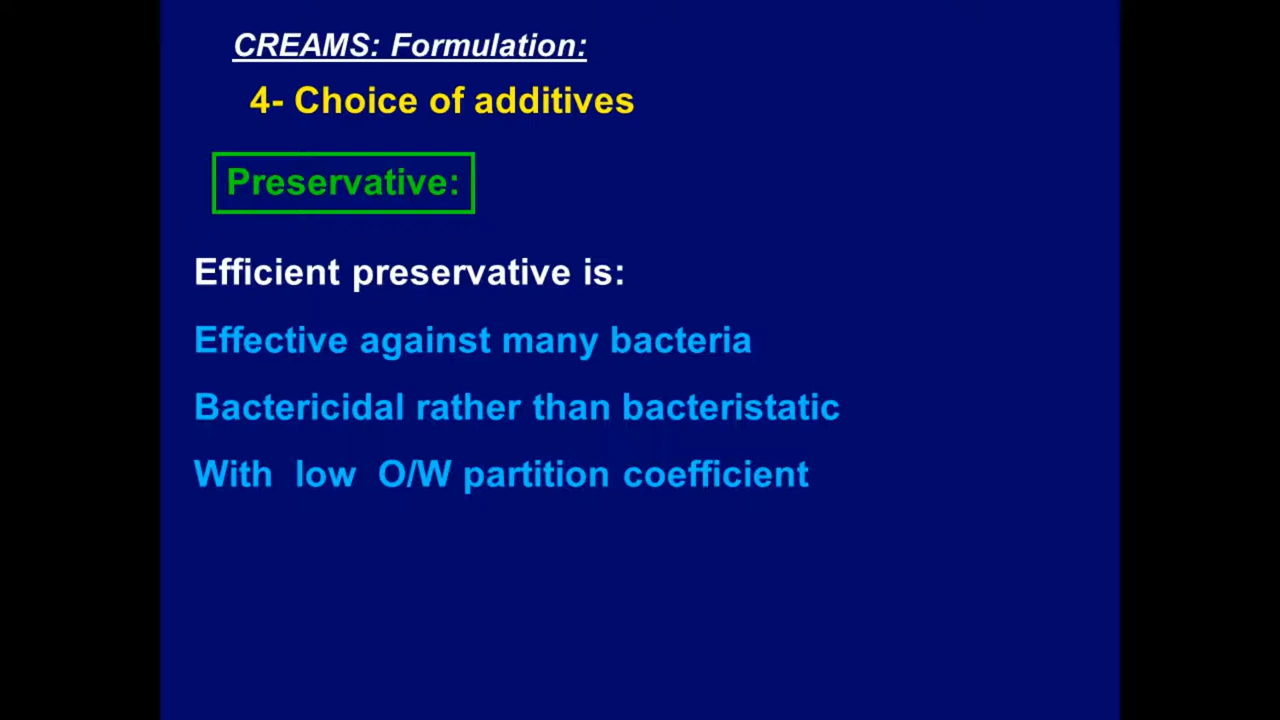 CREAMS: Formulation:
4- Choice of additives
Preservative:
Efficient preservative is:
Effective against many bacteria
Bactericidal rather than bacteristatic
With low O/W partition coefficient